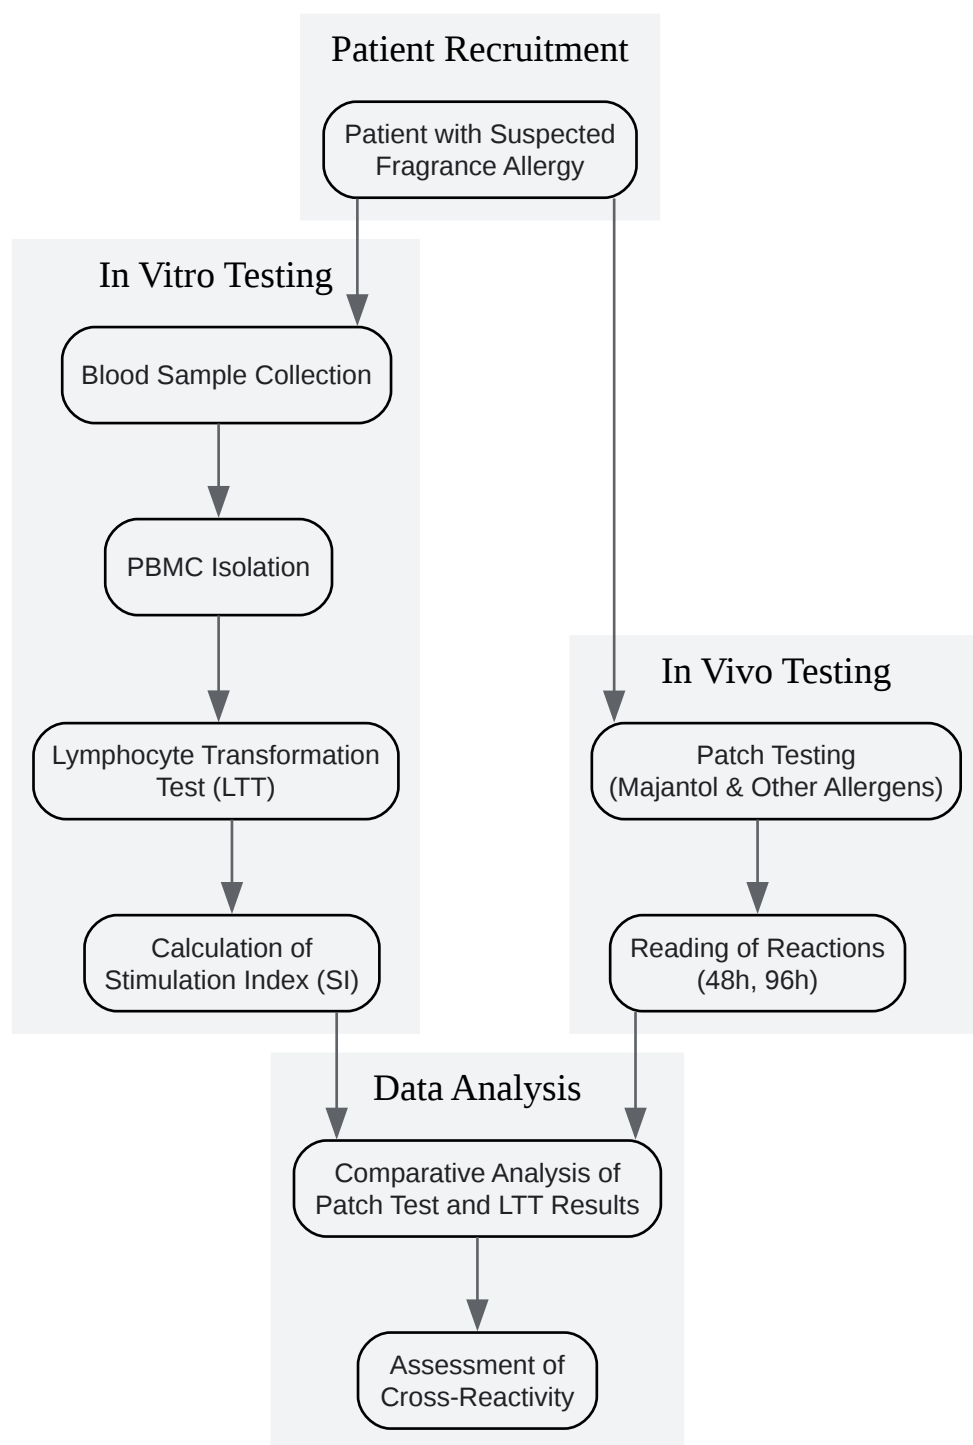 Patient Recruitment
Patient with Suspected
Fragrance Allergy
In Vitro Testing
Blood Sample Collection
PBMC Isolation
Lymphocyte Transformation
Test (LTT)
Calculation of
Stimulation Index (SI)
In Vivo Testing
Patch Testing
(Majantol & Other Allergens)
Reading of Reactions
(48h, 96h)
Data Analysis
Comparative Analysis of
Patch Test and LTT Results
Assessment of
Cross-Reactivity